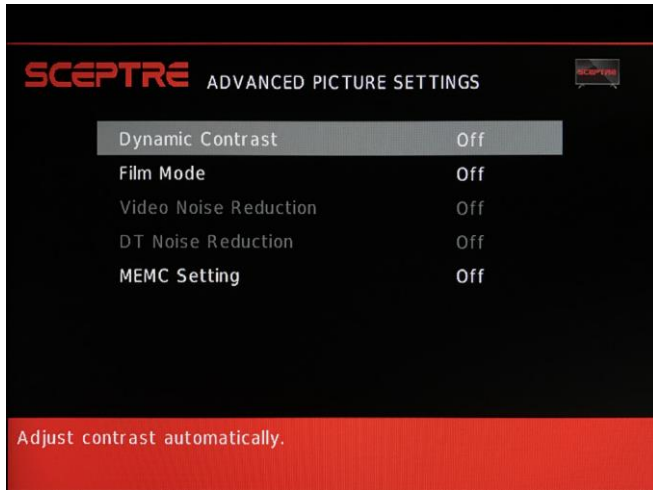 SCEPTRE ADVANCED PICTURE SETTINGS SCEPTRE
Dynamic Contrast Off
Film Mode Off
Video Noise Reduction Off
DT Noise Reduction Off
MEMC Setting Off
Adjust contrast automatically.